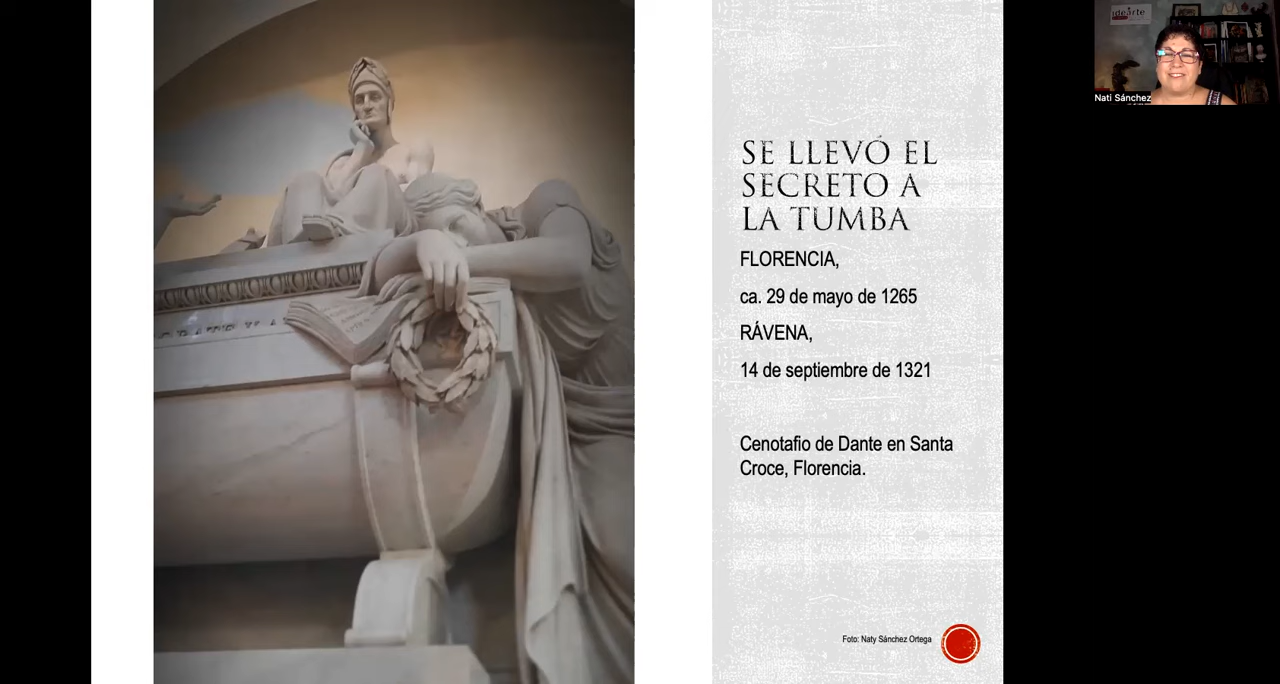 SE LLEVÓ EL
SECRETO A
LA TUMBA
FLORENCIA,
ca. 29 de mayo de 1265
RÁVENA,
14 de septiembre de 1321
Cenotafio de Dante en Santa
Croce, Florencia.
Foto: Naty Sánchez Ortega
idearte
Nati Sánchez